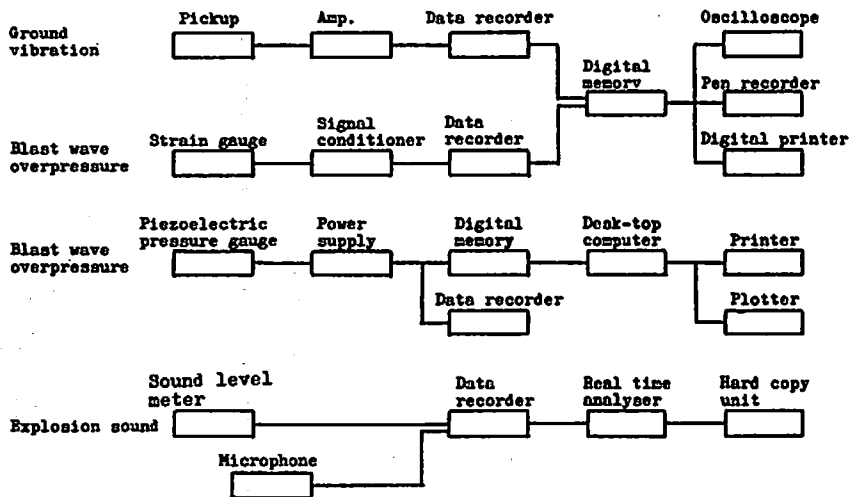 Ground
vibration
Pickup
Amp.
Data recorder
Digital
memory
Oscilloscope
Pen recorder
Digital printer
Blast wave
overpressure
Strain gauge
Signal
conditioner
Data
recorder
Blast wave
overpressure
Piezoelectric
pressure gauge
Power
supply
Digital
memory
Desk-top
computer
Printer
Data recorder
Plotter
Explosion sound
Sound level
meter
Data
recorder
Real time
analyser
Hard copy
unit
Microphone